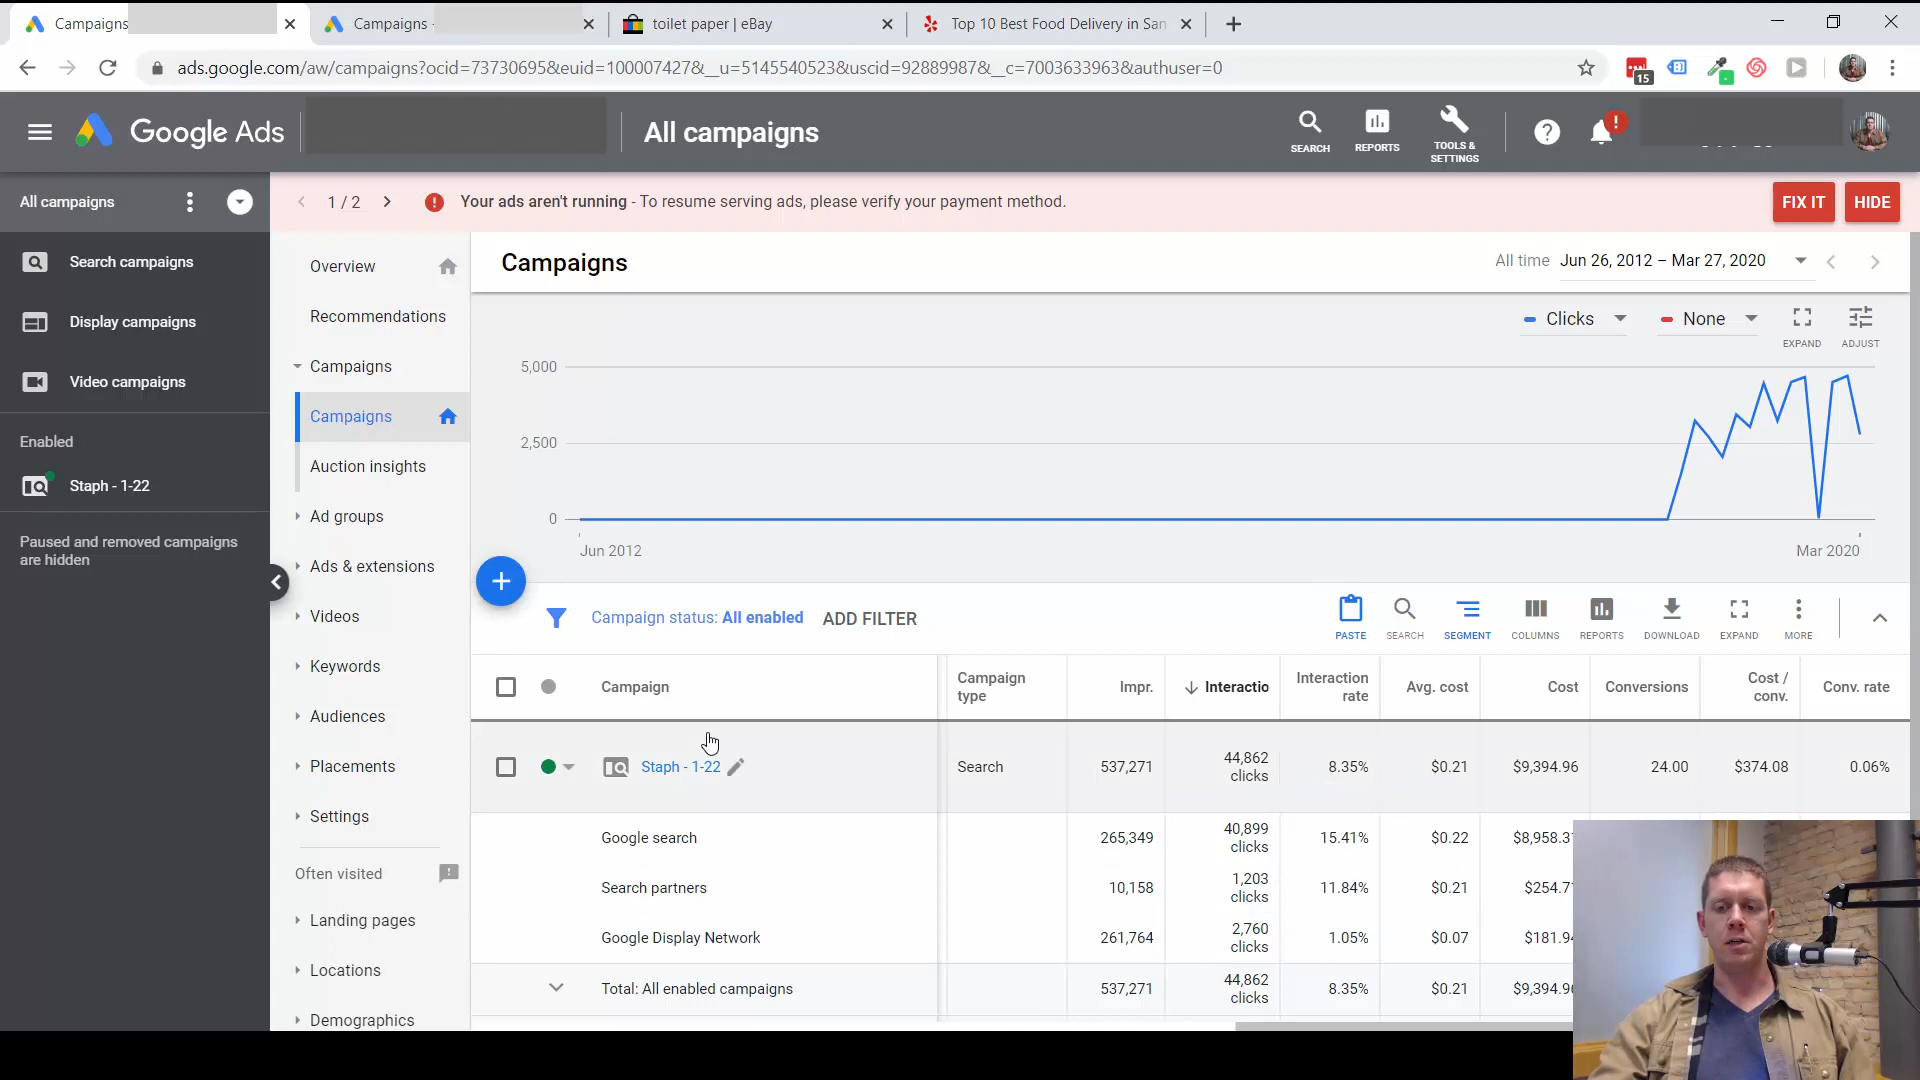 Campaigns
Campaigns -
toilet paper | eBay
Top 10 Best Food Delivery in San
ads.google.com/aw/campaigns?ocid=73730695&euid=100007427&__u=5145540523&uscid=92889987&__c=7003633963&authuser=0
15
Google Ads
All campaigns
SEARCH
REPORTS
TOOLS &
SETTINGS
All campaigns
1 / 2
Your ads aren't running - To resume serving ads, please verify your payment method.
FIX IT
HIDE
Search campaigns
Display campaigns
Video campaigns
Enabled
Staph - 1-22
Paused and removed campaigns
are hidden
Overview
Recommendations
Campaigns
Campaigns
Auction insights
Ad groups
Ads & extensions
Videos
Keywords
Audiences
Placements
Settings
Often visited
Landing pages
Locations
Demographics
Campaigns
All time Jun 26, 2012 – Mar 27, 2020
Clicks
None
EXPAND
ADJUST
5,000
2,500
0
Jun 2012
Mar 2020
Campaign status: All enabled
ADD FILTER
PASTE
SEARCH
SEGMENT
COLUMNS
REPORTS
DOWNLOAD
EXPAND
MORE
Campaign
Campaign type
Impr.
Interactio
Interaction rate
Avg. cost
Cost
Conversions
Cost / conv.
Conv. rate
Staph - 1-22 Search 537,271 44,862 clicks 8.35% $0.21 $9,394.96 24.00 $374.08 0.06%
Google search 265,349 40,899 clicks 15.41% $0.22 $8,958.3
Search partners 10,158 1,203 clicks 11.84% $0.21 $254.7
Google Display Network 261,764 2,760 clicks 1.05% $0.07 $181.9
Total: All enabled campaigns 537,271 44,862 clicks 8.35% $0.21 $9,394.9